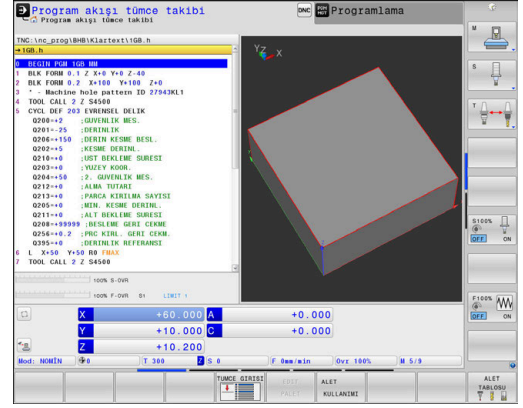 Program akışı tümce takibi
Program akışı tümce takibi
DNC
Programlama
TNC:\nc_prog\BHB\Klartext\1GB.h
→1GB.h
0 BEGIN PGM 1GB MM
1 BLK FORM 0.1 Z X+0 Y+0 Z-40
2 BLK FORM 0.2 X+100 Y+100 Z+0
3 * - Machine hole pattern ID 27943KL1
4 TOOL CALL 2 Z S4500
5 CYCL DEF 203 EVRENSEL DELIK
Q200=+2 ;GUVENLIK MES.
Q201=-25 ;DERINLIK
Q206=+150 ;DERIN KESME BESL.
Q202=+5 ;KESME DERINL.
Q210=+0 ;UST BEKLEME SURESI
Q203=+0 ;YUZEY KOOR.
Q204=+50 ;2. GUVENLIK MES.
Q212=+0 ;ALMA TUTARI
Q213=+0 ;PARCA KIRILMA SAYISI
Q205=+0 ;MIN. KESME DERINL.
Q211=+0 ;ALT BEKLEME SURESI
Q208=+99999 ;BESLEME GERI CEKME
Q256=+0.2 ;PRC KIRL. GERI CEKM.
Q395=+0 ;DERINLIK REFERANSI
6 L X+50 Y+50 R0 FMAX
7 TOOL CALL 2 Z S4500
Y Z X
100% S-OVR
100% F-OVR S1 LIMIT 1
X +60.000 A +0.000
Y +10.000 C +0.000
Z +10.200
Mod: NOMİN 0 T 300 Z S 0 F 0mm/min Ovr 100% M 5/9
M
S
T
S100%
OFF ON
F100%
OFF ON
TUMCE GIRISI
EDIT
PALET
ALET
KULLANIMI
ALET
TABLOSU